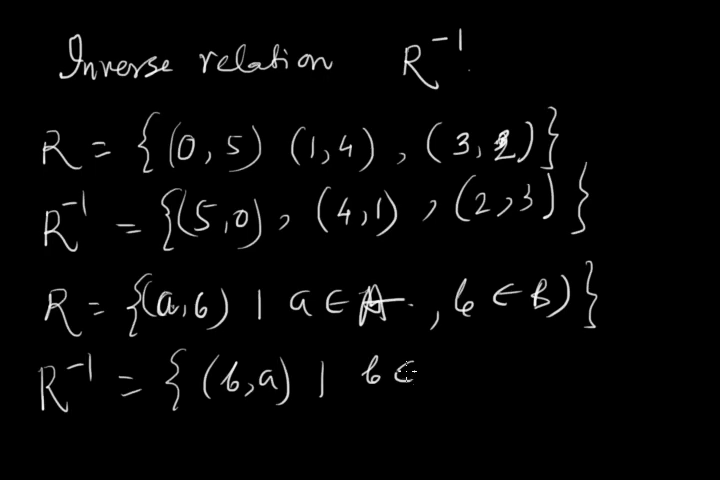 Inverse relation R⁻¹
R = {(0,5) (1,4), (3,2)}
R⁻¹ = {(5,0), (4,1), (2,3)}
R = {(a,b) | a ∈ A, b ∈ B)}
R⁻¹ = { (b,a) | b ∈